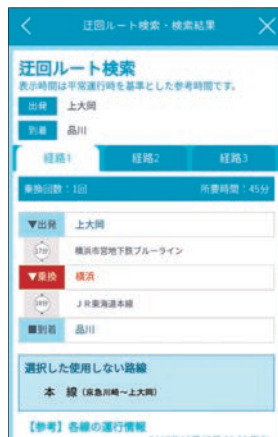 迂回ルート検索・検索結果
迂回ルート検索
表示時間は平常運行時を基準とした参考時間です。
出発 上大岡
到着 品川
経路1 経路2 経路3
乗換回数：1回 所要時間：45分
▼出発 上大岡
横浜市営地下鉄ブルーライン
▼乗換 横浜
ＪＲ東海道本線
■到着 品川
選択した使用しない路線
本 線（京急川崎～上大岡）
【参考】各線の運行情報